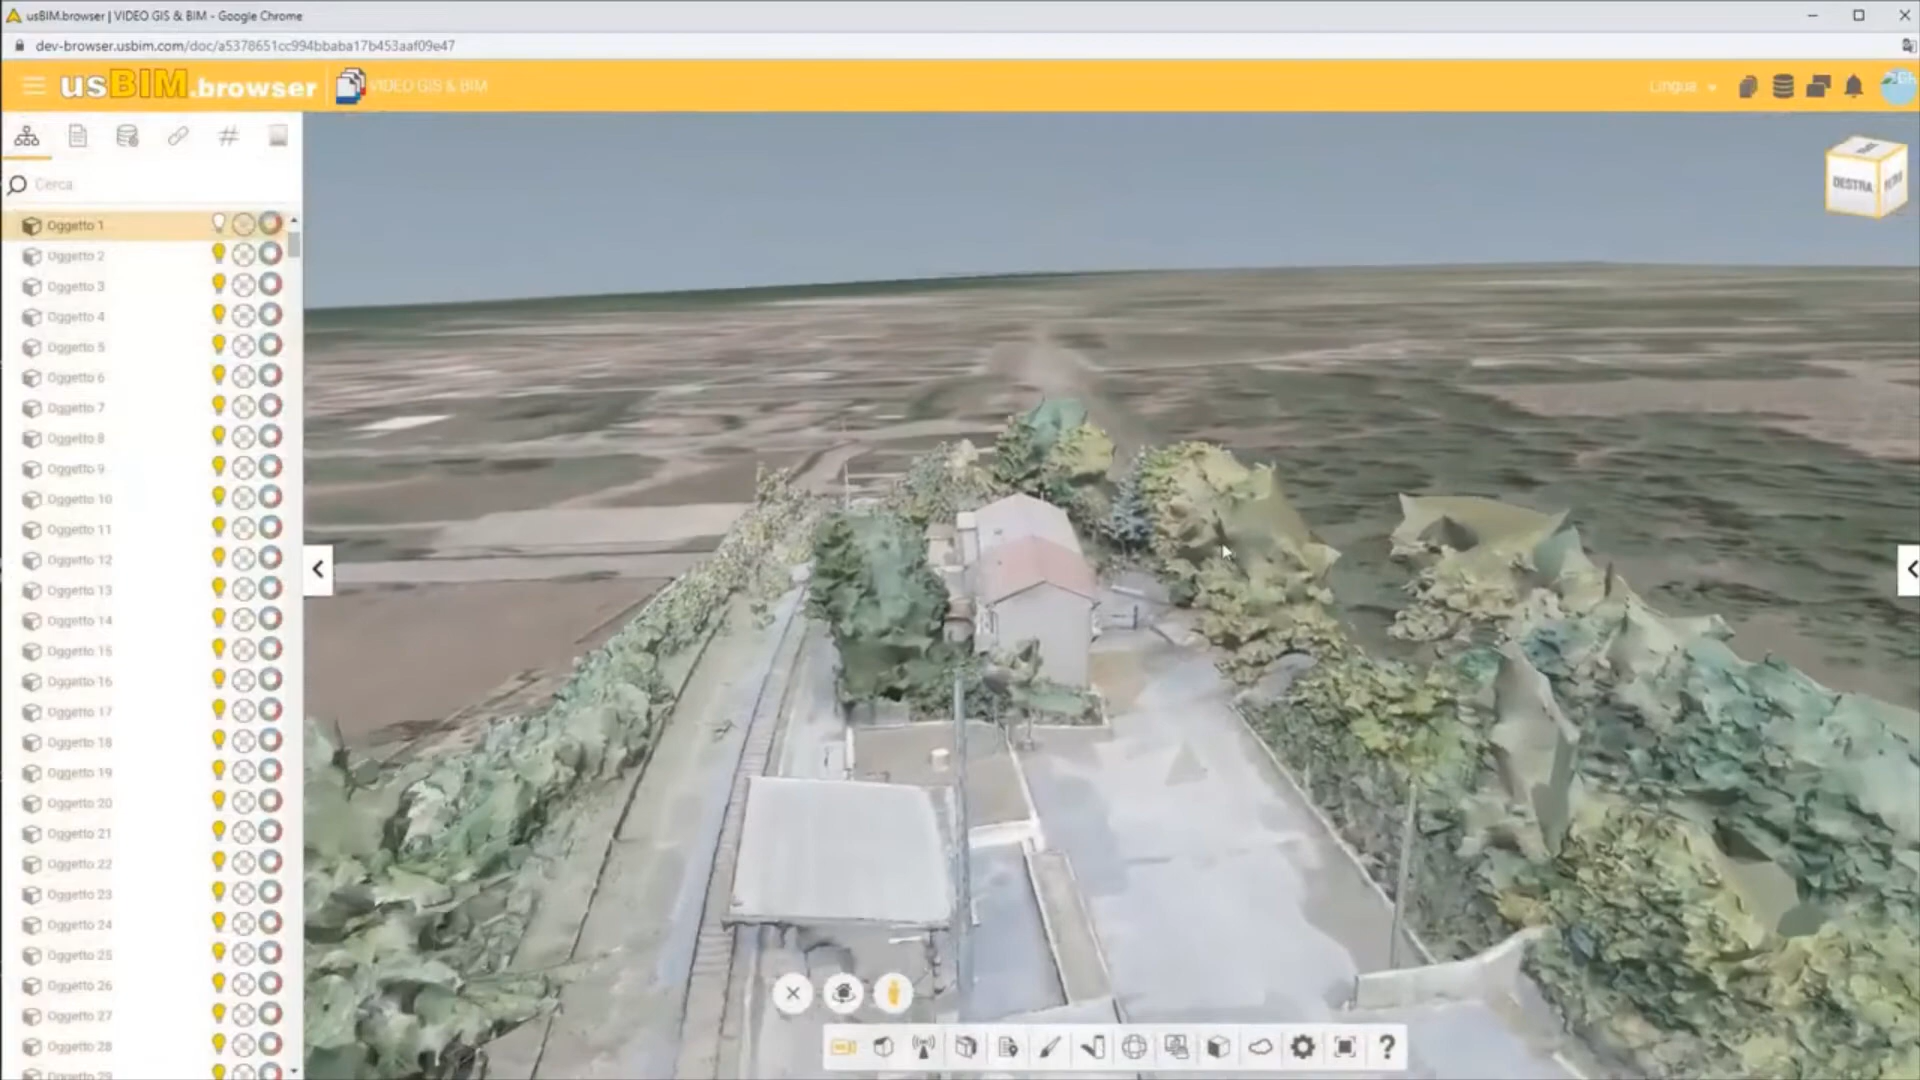 usBIM.browser | VIDEO GIS & BIM - Google Chrome
dev-browser.usbim.com/doc/a5378651cc994bbaba17b453aaf09e47
usBIM.browser
VIDEO GIS & BIM
Lingua
Cerca
DESTRA
Oggetto 1
Oggetto 2
Oggetto 3
Oggetto 4
Oggetto 5
Oggetto 6
Oggetto 7
Oggetto 8
Oggetto 9
Oggetto 10
Oggetto 11
Oggetto 12
Oggetto 13
Oggetto 14
Oggetto 15
Oggetto 16
Oggetto 17
Oggetto 18
Oggetto 19
Oggetto 20
Oggetto 21
Oggetto 22
Oggetto 23
Oggetto 24
Oggetto 25
Oggetto 26
Oggetto 27
Oggetto 28
Oggetto 29